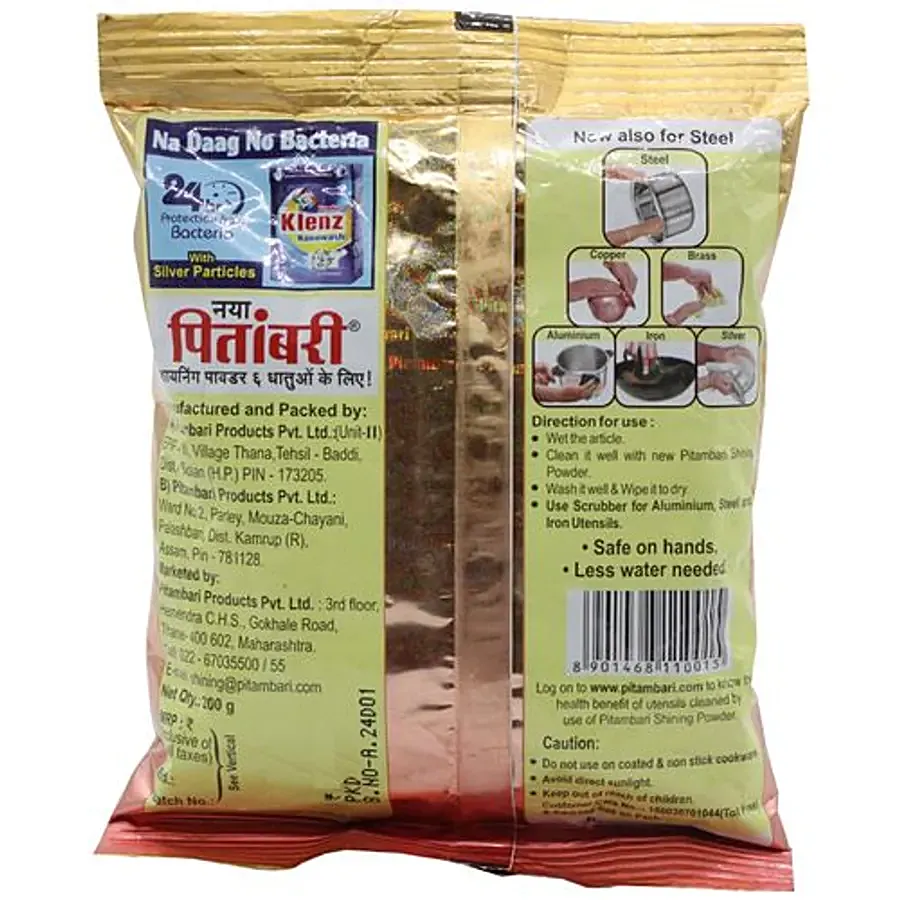 Na Daag No Bacteria
24 hr
Protection from
Bacteria
With
Silver Particles
Klenz
नया
पितांबरी®
शायनिंग पावडर ६ धातुओं के लिए!
Manufactured and Packed by:
Pitambari Products Pvt. Ltd.:(Unit-II)
Village Thana, Tehsil - Baddi,
(H.P.) PIN - 173205.
B) Pitambari Products Pvt. Ltd.:
Ward No.2, Parley, Mouza-Chayani,
Palashbari, Dist. Kamrup (R),
Assam, Pin - 781128.
Marketed by:
Pitambari Products Pvt. Ltd. : 3rd floor,
Hemendra C.H.S., Gokhale Road,
Thane-400 602, Maharashtra.
022 - 67035500 / 55
E-mail: shining@pitambari.com
Net Qty.:200 g
MRP : ₹
See Vertical
Batch No.:
PKD
S.NO-A.24D01
New also for Steel
Steel
Copper
Brass
Aluminium
Iron
Silver
Direction for use :
• Wet the article.
• Clean it well with new Pitambari Shining
Powder.
• Wash it well & Wipe it to dry
• Use Scrubber for Aluminium, Steel and
Iron Utensils.
• Safe on hands.
• Less water needed.
8 901468 110015
Log on to www.pitambari.com to know the
health benefit of utensils cleaned by
use of Pitambari Shining Powder.
Caution:
• Do not use on coated & non stick cookware.
• Avoid direct sunlight.
• Keep out of reach of children.